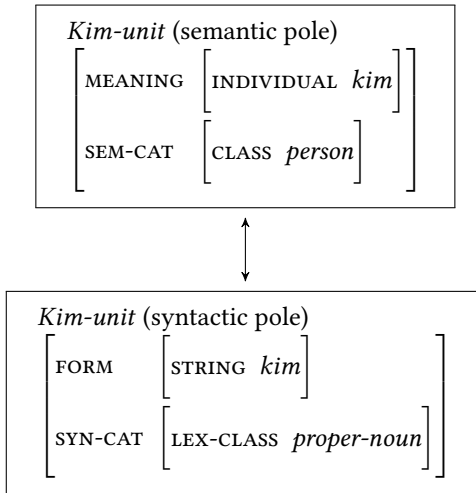 Kim-unit (semantic pole)
MEANING [INDIVIDUAL kim]
SEM-CAT [CLASS person]
Kim-unit (syntactic pole)
FORM [STRING kim]
SYN-CAT [LEX-CLASS proper-noun]